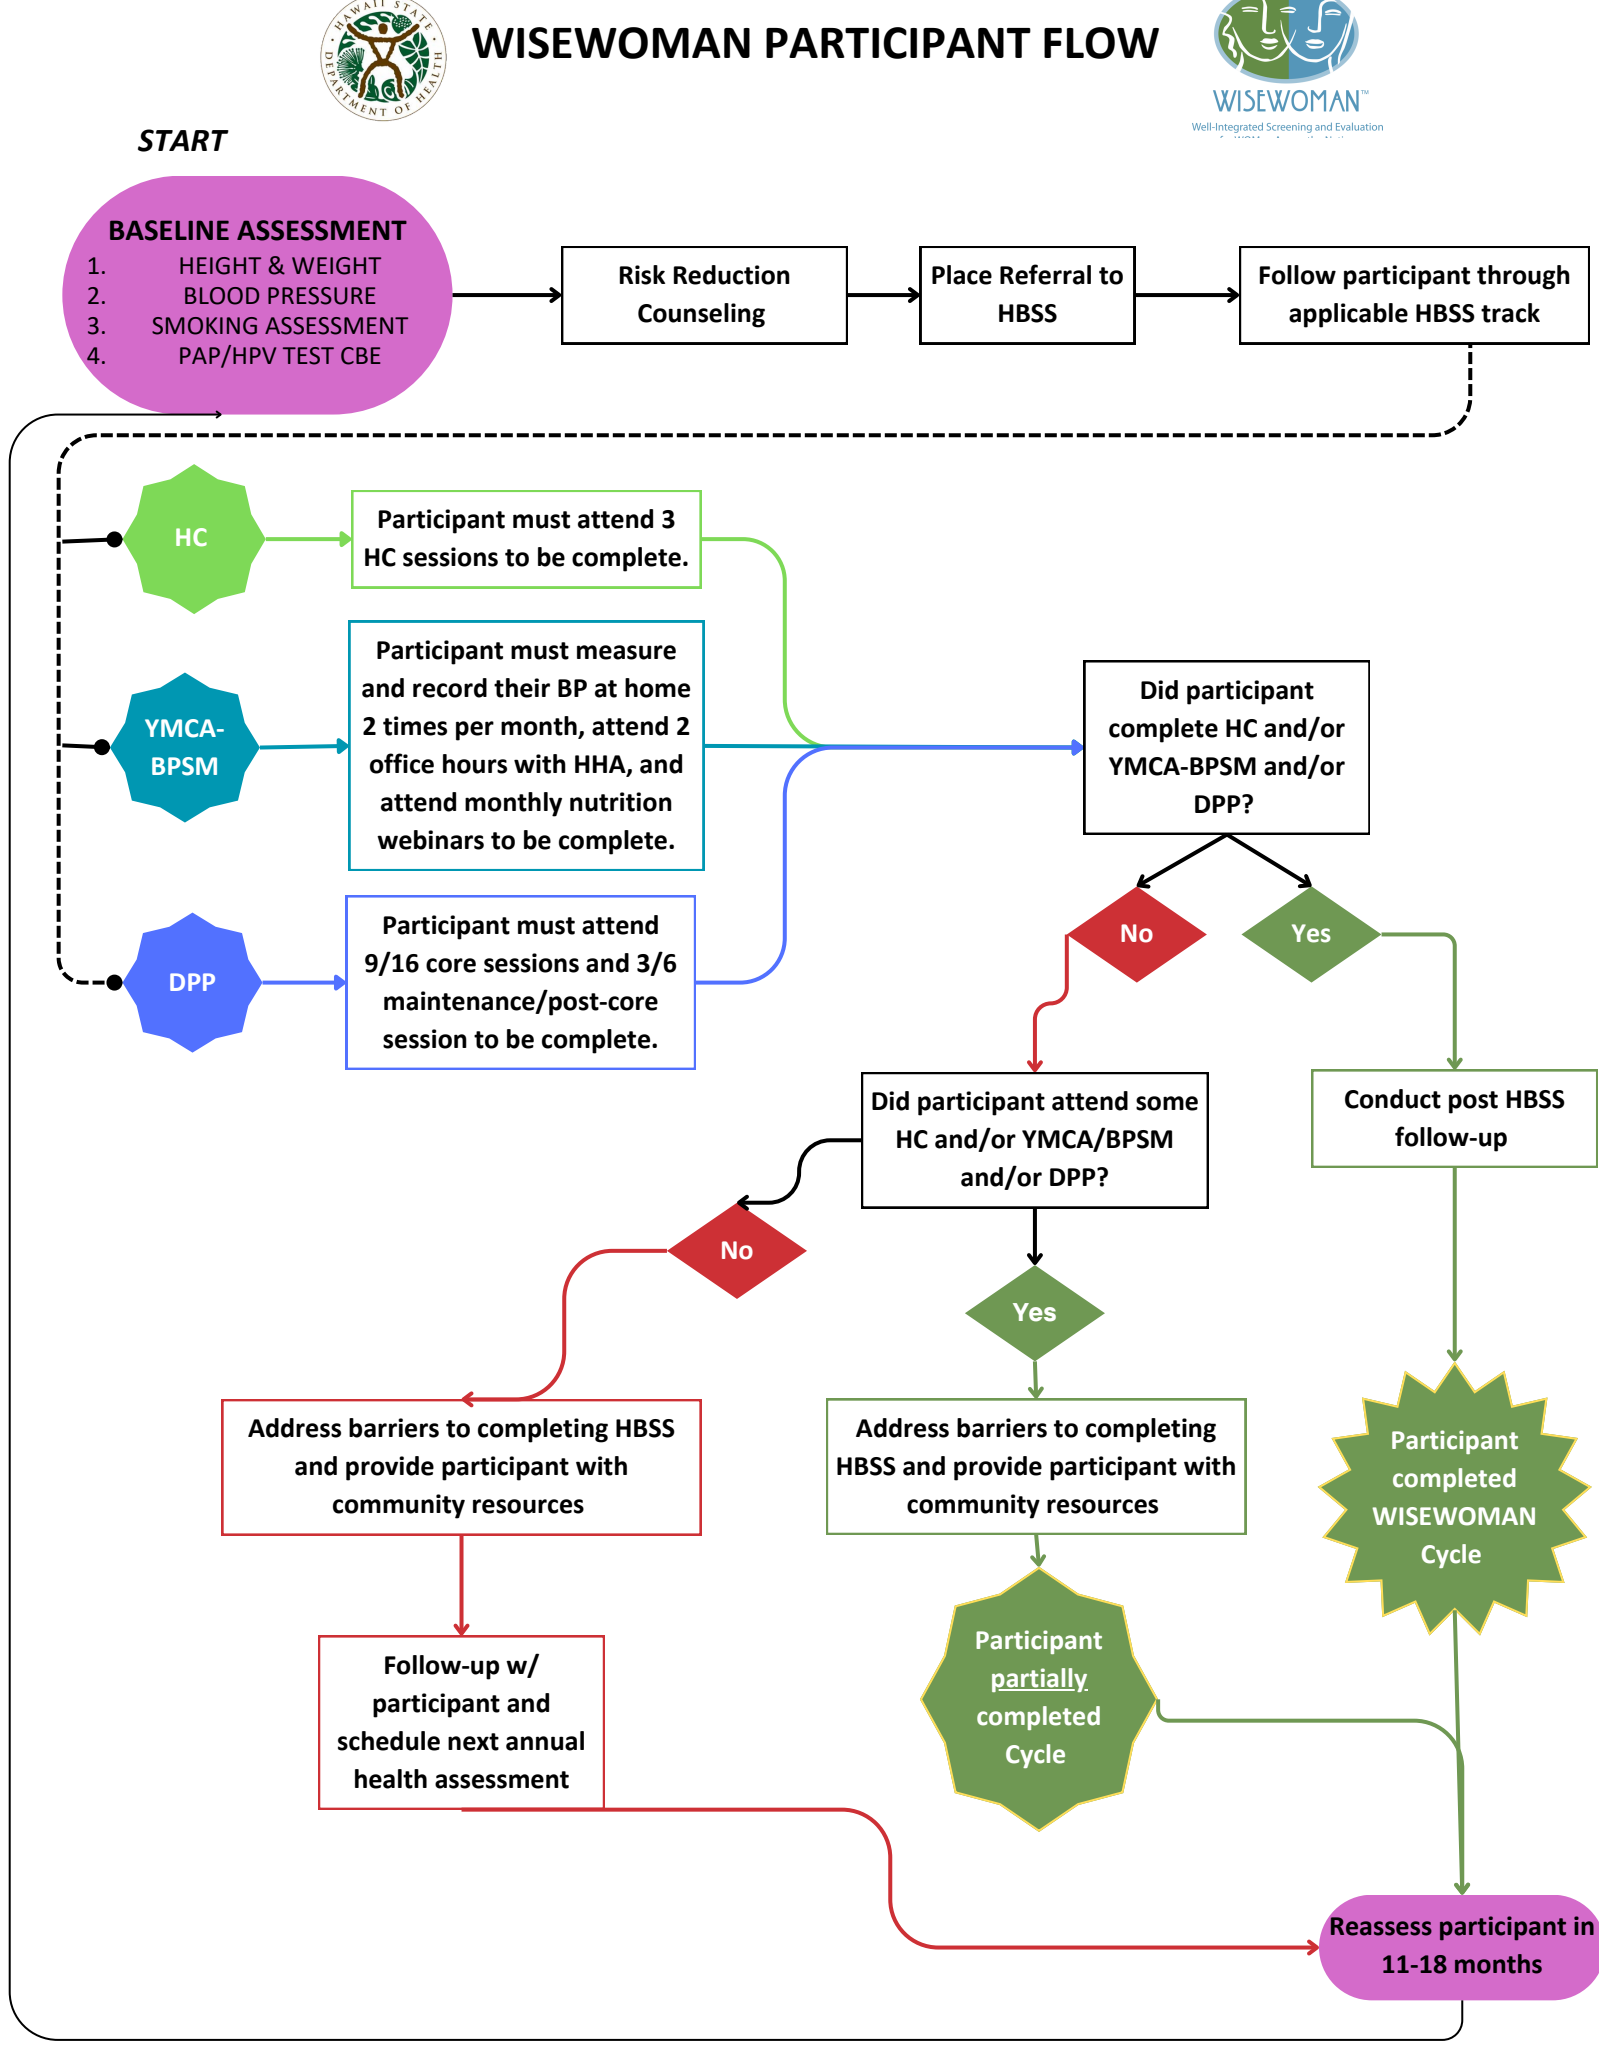 HAWAII STATE
DEPARTMENT OF HEALTH
WISEWOMAN PARTICIPANT FLOW
WISEWOMAN™
Well-Integrated Screening and Evaluation
START
BASELINE ASSESSMENT
1. HEIGHT & WEIGHT
2. BLOOD PRESSURE
3. SMOKING ASSESSMENT
4. PAP/HPV TEST CBE
Risk Reduction
Counseling
Place Referral to
HBSS
Follow participant through
applicable HBSS track
HC
Participant must attend 3
HC sessions to be complete.
YMCA-
BPSM
Participant must measure
and record their BP at home
2 times per month, attend 2
office hours with HHA, and
attend monthly nutrition
webinars to be complete.
DPP
Participant must attend
9/16 core sessions and 3/6
maintenance/post-core
session to be complete.
Did participant
complete HC and/or
YMCA-BPSM and/or
DPP?
No
Yes
Did participant attend some
HC and/or YMCA/BPSM
and/or DPP?
Conduct post HBSS
follow-up
No
Yes
Address barriers to completing HBSS
and provide participant with
community resources
Address barriers to completing
HBSS and provide participant with
community resources
Participant
completed
WISEWOMAN
Cycle
Follow-up w/
participant and
schedule next annual
health assessment
Participant
partially
completed
Cycle
Reassess participant in
11-18 months